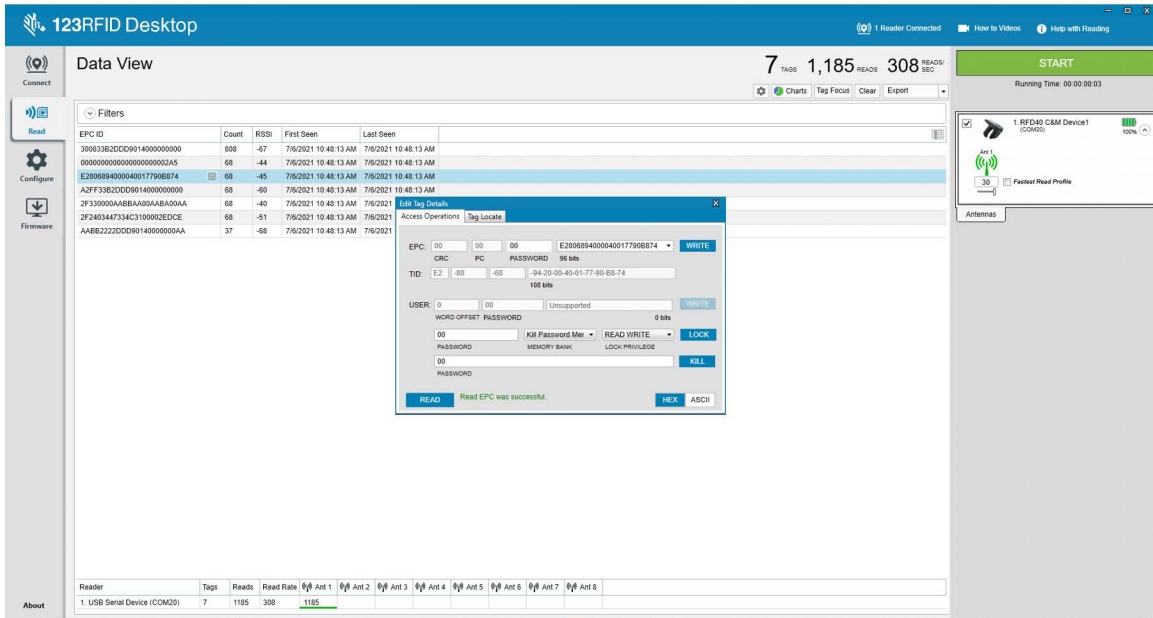 123RFID Desktop
1 Reader Connected
How to Videos
Help with Reading
Connect
Read
Configure
Firmware
About
Data View
7 TAGS 1,185 READS 308 READS/SEC
Charts Tag Focus Clear Export
START
Running Time: 00:00:00:03
Filters
EPC ID Count RSSI First Seen Last Seen
300833B2DDD9014000000000 808 -67 7/6/2021 10:48:13 AM 7/6/2021 10:48:13 AM
68 -44 7/6/2021 10:48:13 AM 7/6/2021 10:48:13 AM
E2806894000040017790B874 68 -45 7/6/2021 10:48:13 AM 7/6/2021 10:48:13 AM
A2FF33B2DDD9014000000000 68 -60 7/6/2021 10:48:13 AM 7/6/2021 10:48:13 AM
2F330000AABBAA00AABA00AA 68 -40 7/6/2021 10:48:13 AM 7/6/2021
2F2403447334C3100002EDCE 68 -51 7/6/2021 10:48:13 AM 7/6/2021
AABB2222DDD90140000000AA 37 -68 7/6/2021 10:48:13 AM 7/6/2021
1. RFD40 C&M Device1
(COM20)
100%
Ant 1
30 Fastest Read Profile
Antennas
Edit Tag Details X
Access Operations Tag Locate
EPC: 00 00 00 E2806894000040017790B874 WRITE
CRC PC PASSWORD 96 bits
TID: E2 -80 -68 -94-20-00-40-01-77-90-B8-74
108 bits
USER: 0 00 Unsupported WRITE
WORD OFFSET PASSWORD 0 bits
00 Kill Password Mer READ WRITE LOCK
PASSWORD MEMORY BANK LOCK PRIVILEGE
00 KILL
PASSWORD
READ Read EPC was successful. HEX ASCII
Reader Tags Reads Read Rate Ant 1 Ant 2 Ant 3 Ant 4 Ant 5 Ant 6 Ant 7 Ant 8
1. USB Serial Device (COM20) 7 1185 308 1185